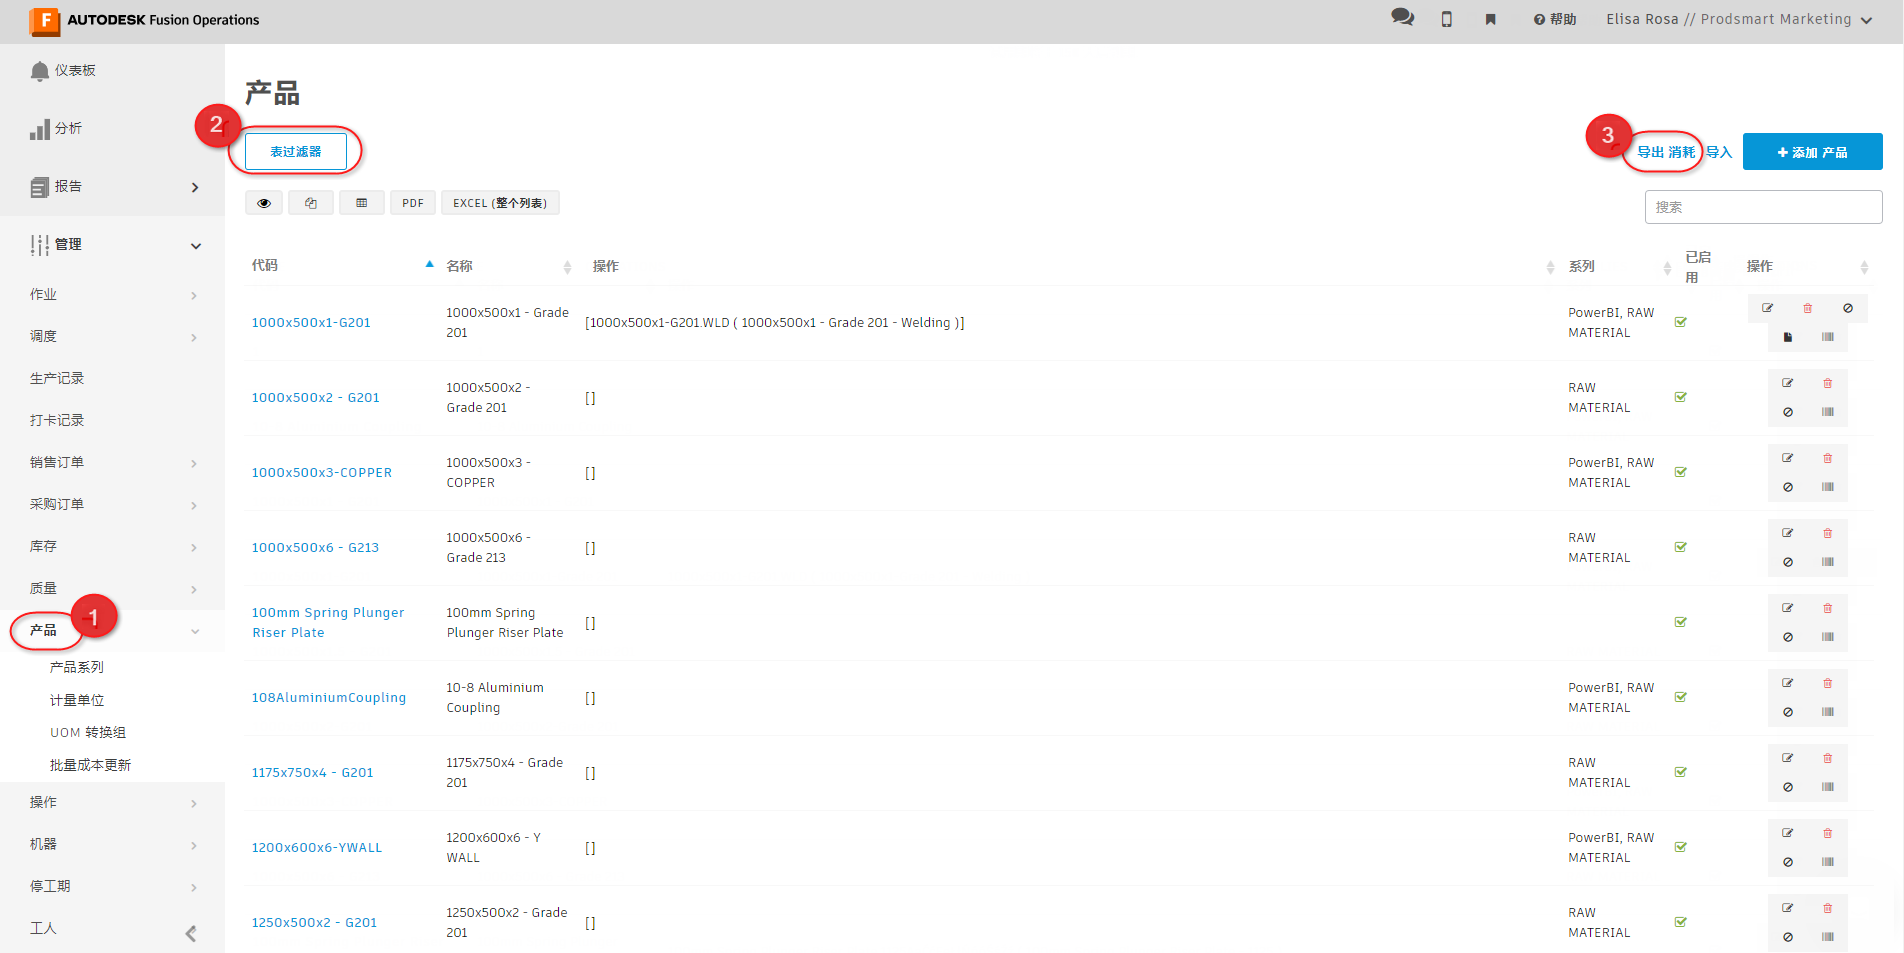 F AUTODESK Fusion Operations
帮助
Elisa Rosa // Prodsmart Marketing
仪表板
分析
报告
管理
作业
调度
生产记录
打卡记录
销售订单
采购订单
库存
质量
产品
1
产品系列
计量单位
UOM 转换组
批量成本更新
操作
机器
停工期
工人
产品
2
表过滤器
3
导出 消耗 导入
+ 添加 产品
PDF
EXCEL (整个列表)
搜索
代码 名称 操作 系列 已启用 操作
1000x500x1-G201
1000x500x1 - Grade
201
[1000x500x1-G201.WLD ( 1000x500x1 - Grade 201 - Welding )]
PowerBI, RAW
MATERIAL
1000x500x2 - G201
1000x500x2 -
Grade 201
[]
RAW
MATERIAL
1000x500x3-COPPER
1000x500x3 -
COPPER
[]
PowerBI, RAW
MATERIAL
1000x500x6 - G213
1000x500x6 -
Grade 213
[]
RAW
MATERIAL
100mm Spring Plunger
Riser Plate
100mm Spring
Plunger Riser Plate
[]
108AluminiumCoupling
10-8 Aluminium
Coupling
[]
PowerBI, RAW
MATERIAL
1175x750x4 - G201
1175x750x4 - Grade
201
[]
RAW
MATERIAL
1200x600x6-YWALL
1200x600x6 - Y
WALL
[]
PowerBI, RAW
MATERIAL
1250x500x2 - G201
1250x500x2 - Grade
201
[]
RAW
MATERIAL